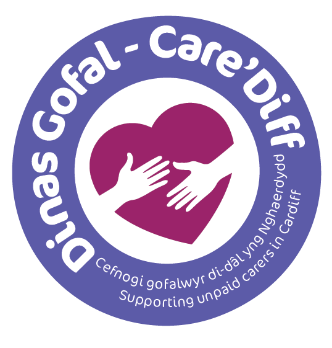 Dinas Gofal - Care'Diff
Cefnogi gofalwyr di-dâl yng Nghaerdydd
Supporting unpaid carers in Cardiff